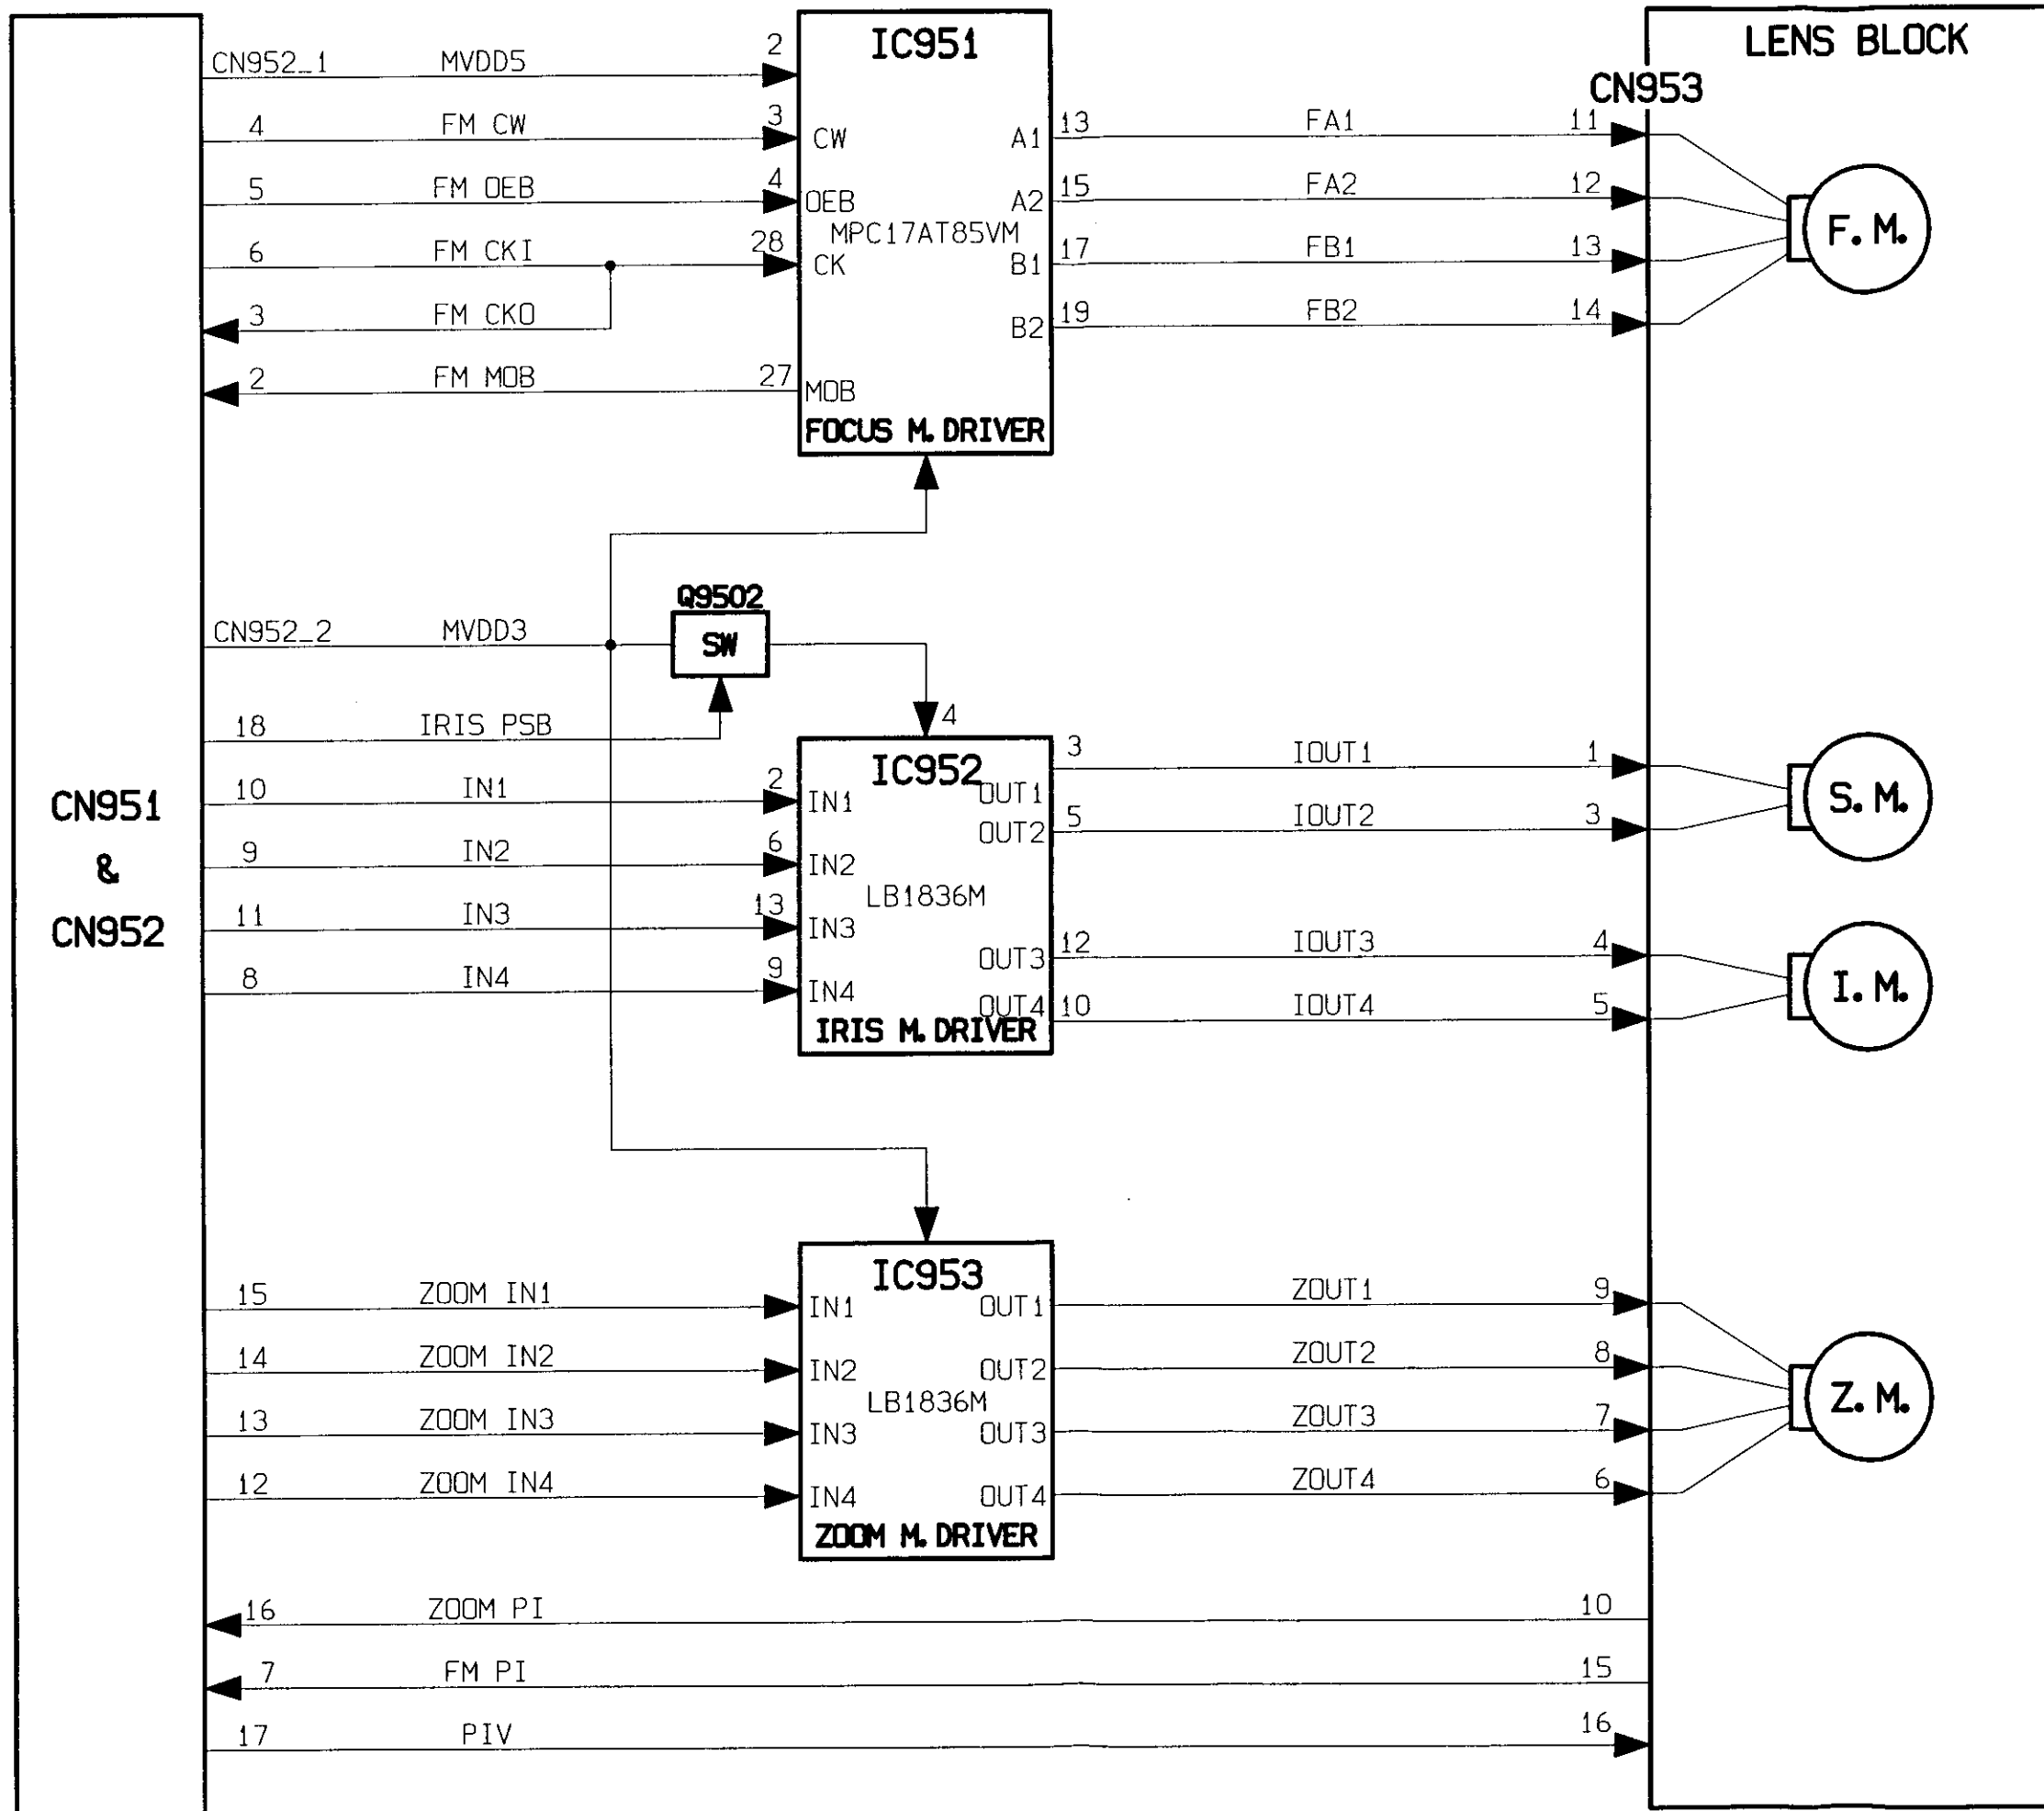 IC951
LENS BLOCK
CN953
CN952_1 MVDD5 2
4 FM CW 3 CW
A1 13 FA1 11
5 FM OEB 4 OEB
A2 15 FA2 12
MPC17AT85VM
F.M.
6 FM CKI 28 CK
B1 17 FB1 13
3 FM CKO
B2 19 FB2 14
2 FM MOB 27 MOB
FOCUS M.DRIVER
Q9502
CN952_2 MVDD3 SW
18 IRIS PSB
4
IC952
CN951
&
CN952
10 IN1 2 IN1
OUT1 3 IOUT1 1
S.M.
9 IN2 6 IN2
OUT2 5 IOUT2 3
LB1836M
11 IN3 13 IN3
OUT3 12 IOUT3 4
I.M.
8 IN4 9 IN4
OUT4 10 IOUT4 5
IRIS M.DRIVER
IC953
15 ZOOM IN1 IN1 OUT1 ZOUT1 9
14 ZOOM IN2 IN2 OUT2 ZOUT2 8
LB1836M
Z.M.
13 ZOOM IN3 IN3 OUT3 ZOUT3 7
12 ZOOM IN4 IN4 OUT4 ZOUT4 6
ZOOM M.DRIVER
16 ZOOM PI 10
7 FM PI 15
17 PIV 16